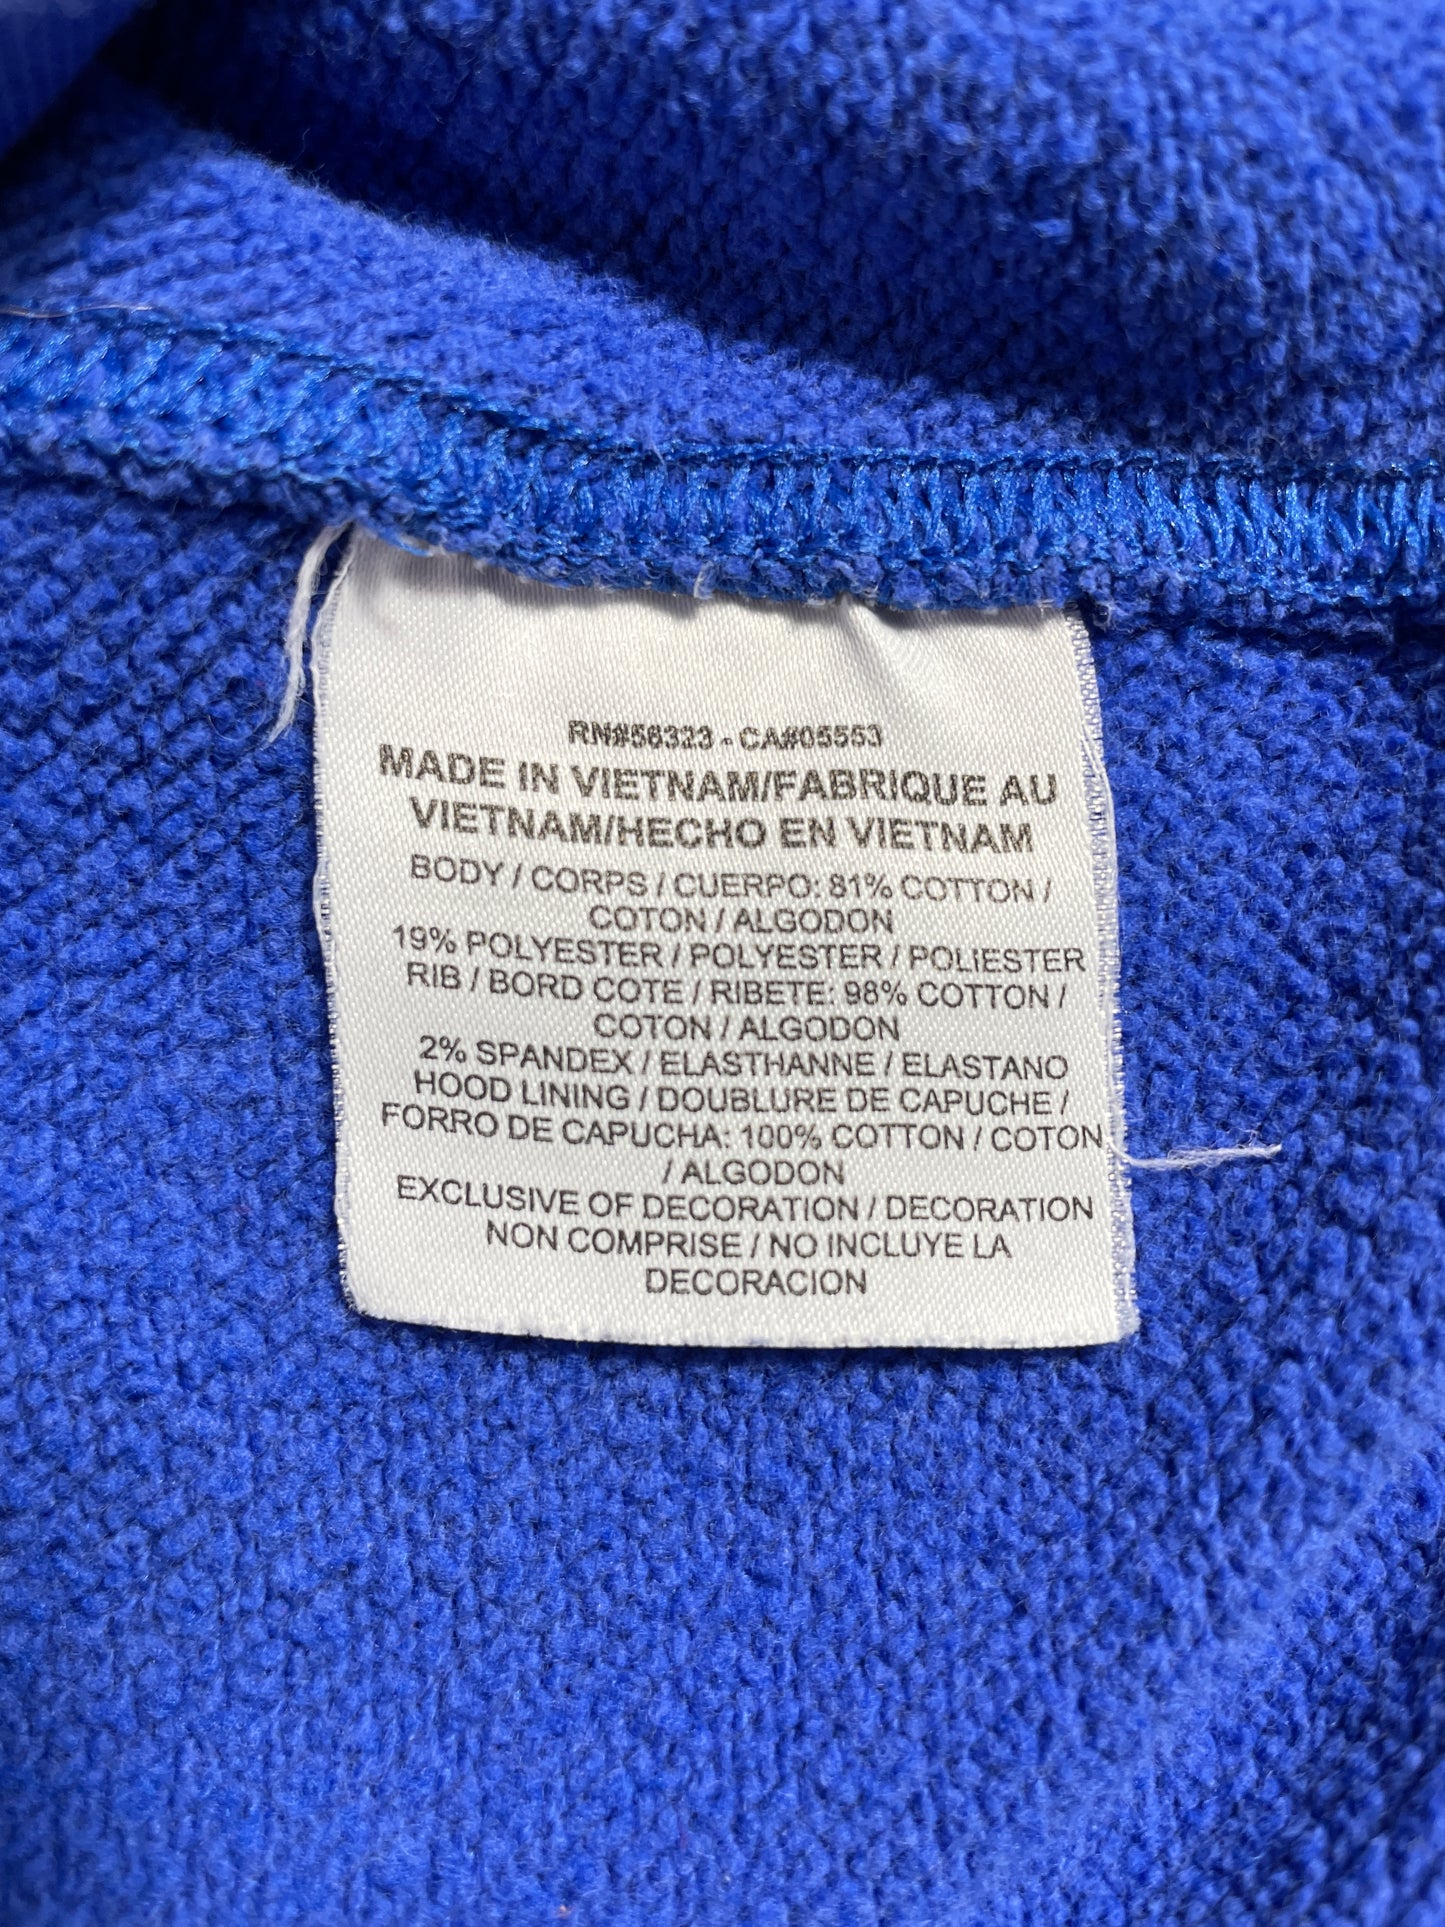 RN#56323 - CA#05553
MADE IN VIETNAM/FABRIQUE AU
VIETNAM/HECHO EN VIETNAM
BODY / CORPS / CUERPO: 81% COTTON /
COTON / ALGODON
19% POLYESTER / POLYESTER / POLIESTER
RIB / BORD COTE / RIBETE: 98% COTTON /
COTON / ALGODON
2% SPANDEX / ELASTHANNE / ELASTANO
HOOD LINING / DOUBLURE DE CAPUCHE /
FORRO DE CAPUCHA: 100% COTTON / COTON
/ ALGODON
EXCLUSIVE OF DECORATION / DECORATION
NON COMPRISE / NO INCLUYE LA
DECORACION